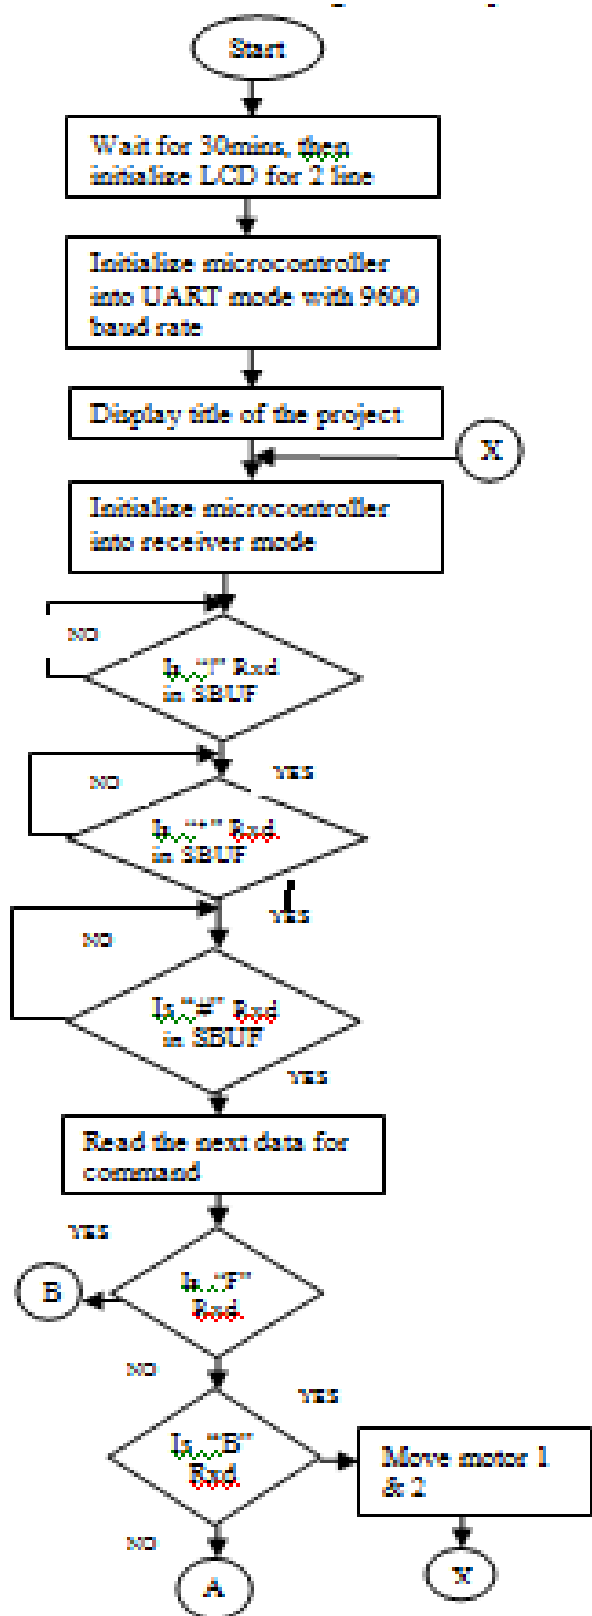 Start
Wait for 30mins, then
initialize LCD for 2 line
Initialize microcontroller
into UART mode with 9600
baud rate
Display title of the project
X
Initialize microcontroller
into receiver mode
NO
Is "!" Rxd
in SBUF
YES
NO
Is "*" Rxd
in SBUF
YES
NO
Is "#" Rxd
in SBUF
YES
Read the next data for
command
YES
B
Is "F"
Rxd
NO
YES
Is "B"
Rxd
Move motor 1
& 2
NO
A
X